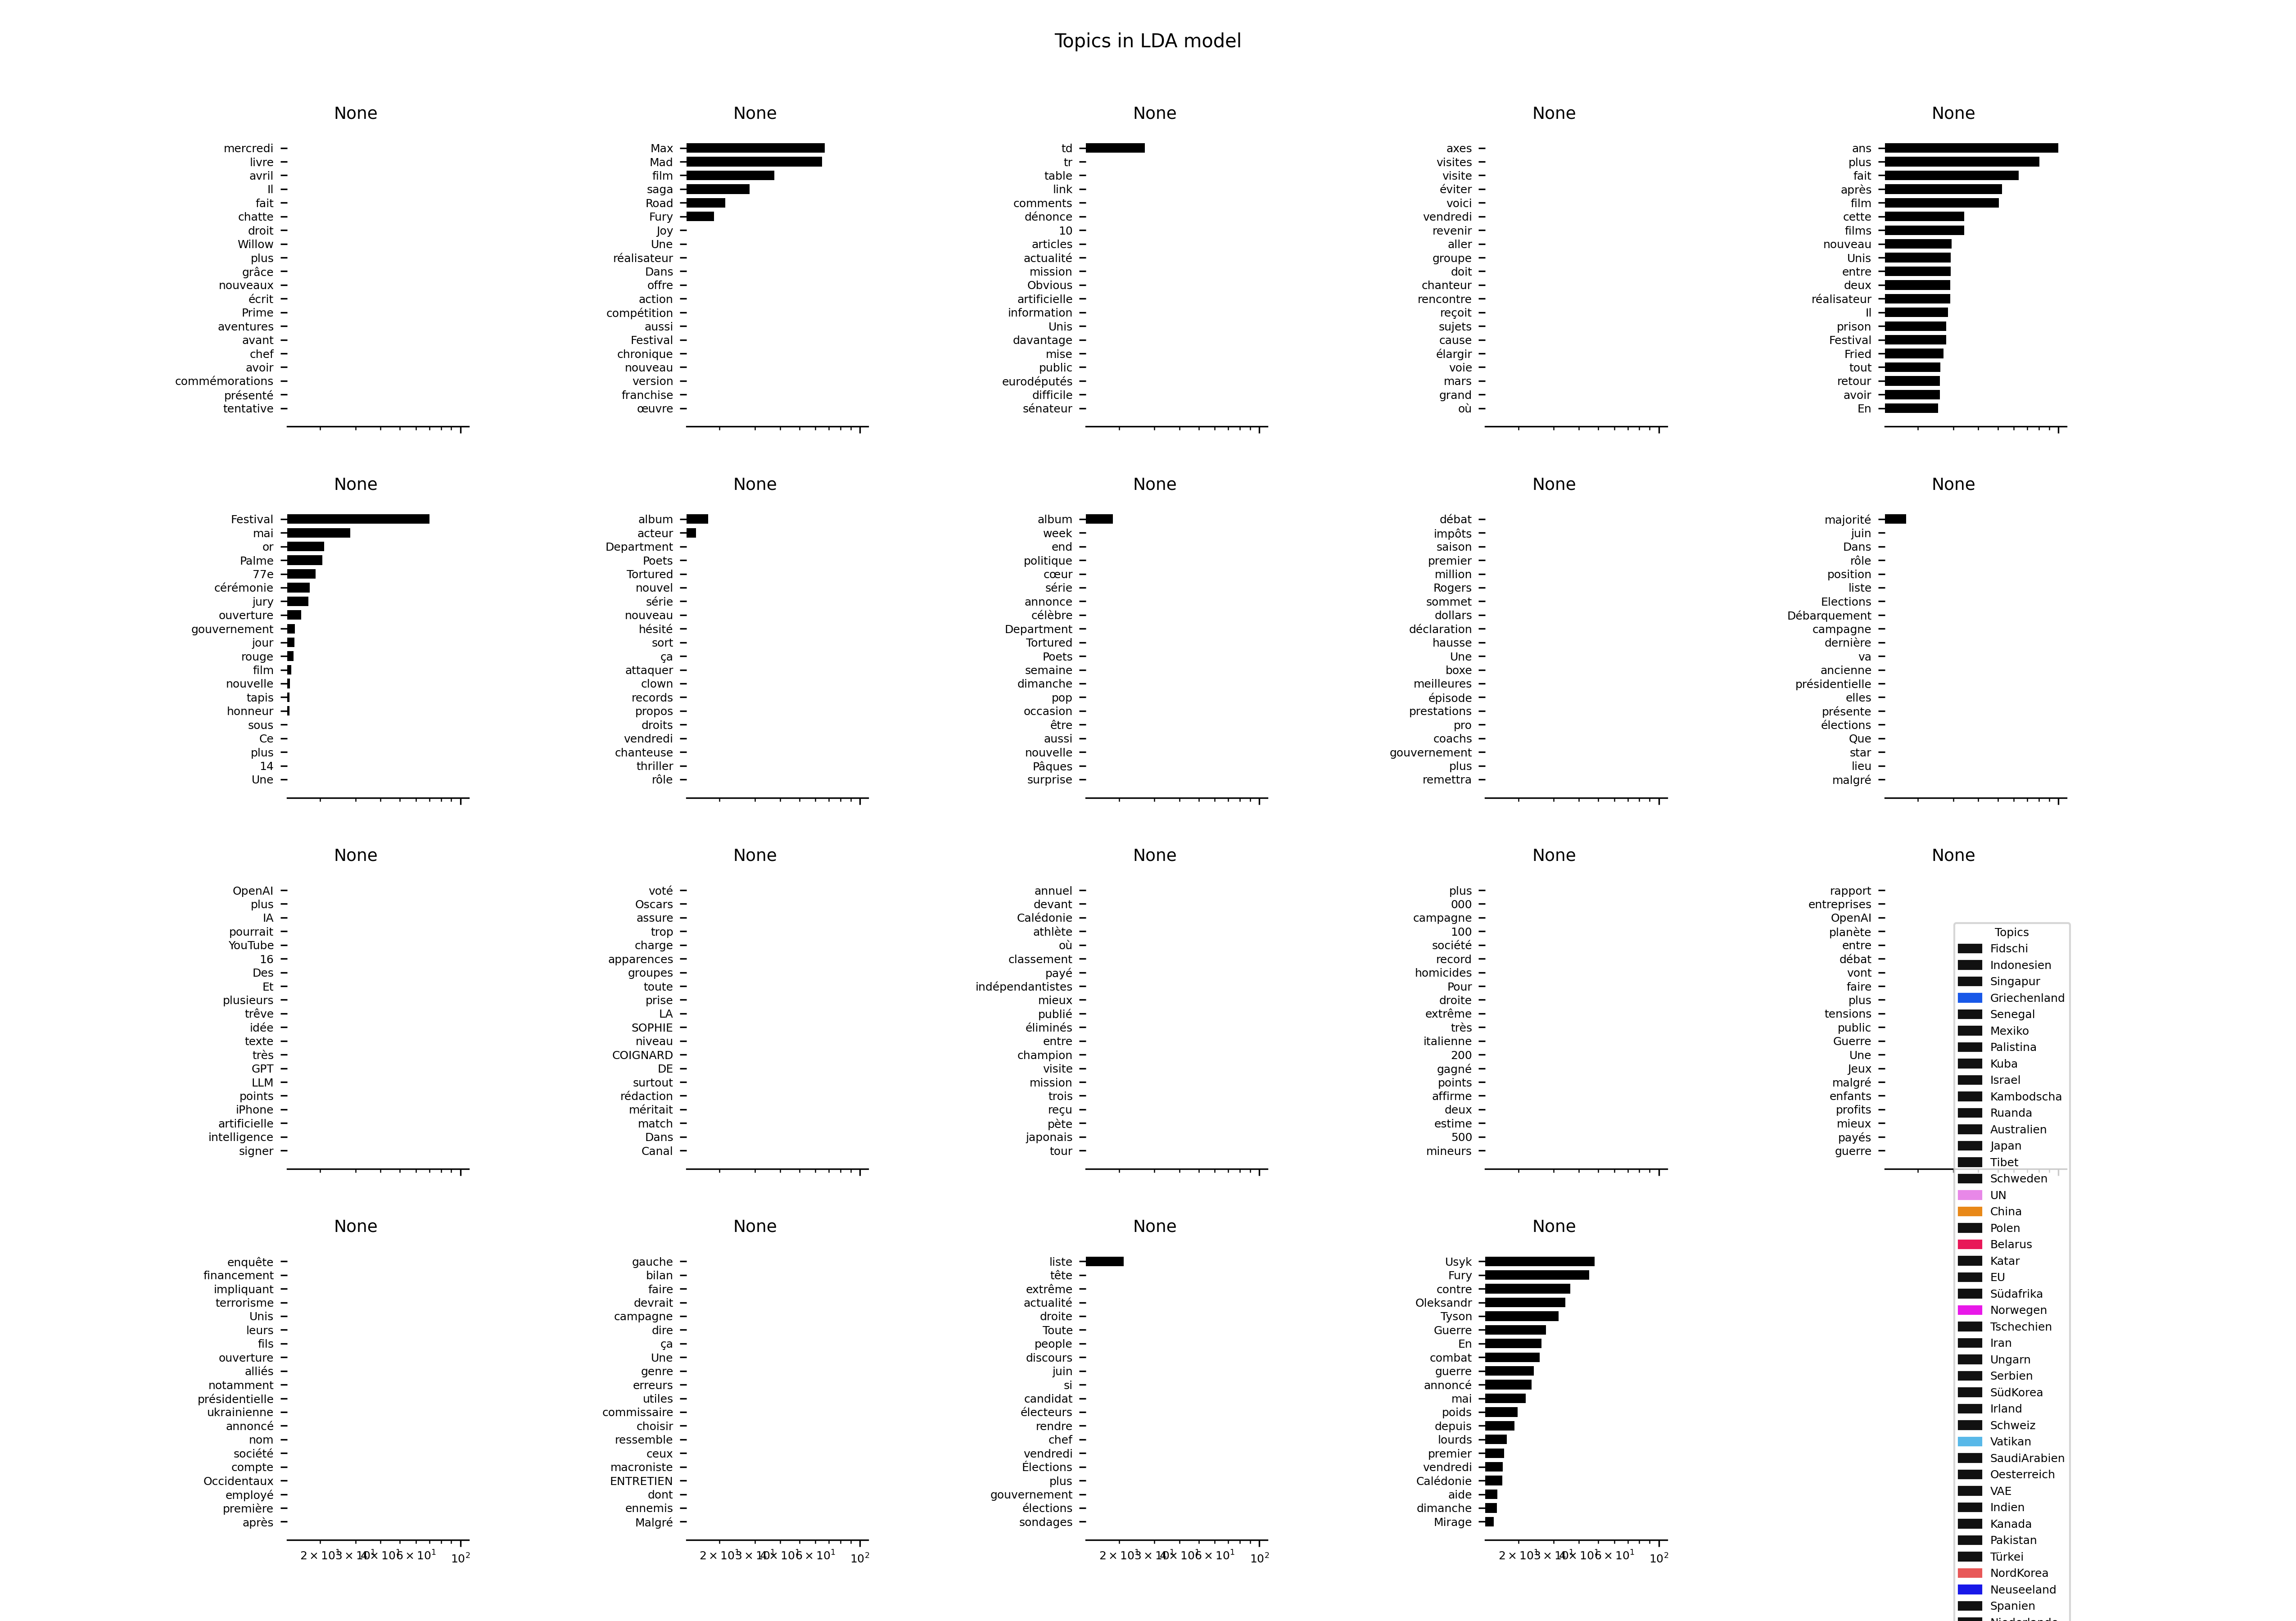 Topics in LDA model
None
mercredi
livre
avril
Il
fait
chatte
droit
Willow
plus
grâce
nouveaux
écrit
Prime
aventures
avant
chef
avoir
commémorations
présenté
tentative
None
Max
Mad
film
saga
Road
Fury
Joy
Une
réalisateur
Dans
offre
action
compétition
aussi
Festival
chronique
nouveau
version
franchise
œuvre
None
td
tr
table
link
comments
dénonce
10
articles
actualité
mission
Obvious
artificielle
information
Unis
davantage
mise
public
eurodéputés
difficile
sénateur
None
axes
visites
visite
éviter
voici
vendredi
revenir
aller
groupe
doit
chanteur
rencontre
reçoit
sujets
cause
élargir
voie
mars
grand
où
None
ans
plus
fait
après
film
cette
films
nouveau
Unis
entre
deux
réalisateur
Il
prison
Festival
Fried
tout
retour
avoir
En
None
Festival
mai
or
Palme
77e
cérémonie
jury
ouverture
gouvernement
jour
rouge
film
nouvelle
tapis
honneur
sous
Ce
plus
14
Une
None
album
acteur
Department
Poets
Tortured
nouvel
série
nouveau
hésité
sort
ça
attaquer
clown
records
propos
droits
vendredi
chanteuse
thriller
rôle
None
album
week
end
politique
cœur
série
annonce
célèbre
Department
Tortured
Poets
semaine
dimanche
pop
occasion
être
aussi
nouvelle
Pâques
surprise
None
débat
impôts
saison
premier
million
Rogers
sommet
dollars
déclaration
hausse
Une
boxe
meilleures
épisode
prestations
pro
coachs
gouvernement
plus
remettra
None
majorité
juin
Dans
rôle
position
liste
Elections
Débarquement
campagne
dernière
va
ancienne
présidentielle
elles
présente
élections
Que
star
lieu
malgré
None
OpenAI
plus
IA
pourrait
YouTube
16
Des
Et
plusieurs
trêve
idée
texte
très
GPT
LLM
points
iPhone
artificielle
intelligence
signer
None
voté
Oscars
assure
trop
charge
apparences
groupes
toute
prise
LA
SOPHIE
niveau
COIGNARD
DE
surtout
rédaction
méritait
match
Dans
Canal
None
annuel
devant
Calédonie
athlète
où
classement
payé
indépendantistes
mieux
publié
éliminés
entre
champion
visite
mission
trois
reçu
pète
japonais
tour
None
plus
000
campagne
100
société
record
homicides
Pour
droite
extrême
très
italienne
200
gagné
points
affirme
deux
estime
500
mineurs
None
rapport
entreprises
OpenAI
planète
entre
débat
vont
faire
plus
tensions
public
Guerre
Une
Jeux
malgré
enfants
profits
mieux
payés
guerre
None
enquête
financement
impliquant
terrorisme
Unis
leurs
fils
ouverture
alliés
notamment
présidentielle
ukrainienne
annoncé
nom
société
compte
Occidentaux
employé
première
après
10²
None
gauche
bilan
faire
devrait
campagne
dire
ça
Une
genre
erreurs
utiles
commissaire
choisir
ressemble
ceux
macroniste
ENTRETIEN
dont
ennemis
Malgré
10²
None
liste
tête
extrême
actualité
droite
Toute
people
discours
juin
si
candidat
électeurs
rendre
chef
vendredi
Élections
plus
gouvernement
élections
sondages
10²
None
Usyk
Fury
contre
Oleksandr
Tyson
Guerre
En
combat
guerre
annoncé
mai
poids
depuis
lourds
premier
vendredi
Calédonie
aide
dimanche
Mirage
10²
Topics
Fidschi
Indonesien
Singapur
Griechenland
Senegal
Mexiko
Palistina
Kuba
Israel
Kambodscha
Ruanda
Australien
Japan
Tibet
Schweden
UN
China
Polen
Belarus
Katar
EU
Südafrika
Norwegen
Tschechien
Iran
Ungarn
Serbien
SüdKorea
Irland
Schweiz
Vatikan
SaudiArabien
Oesterreich
VAE
Indien
Kanada
Pakistan
Türkei
NordKorea
Neuseeland
Spanien